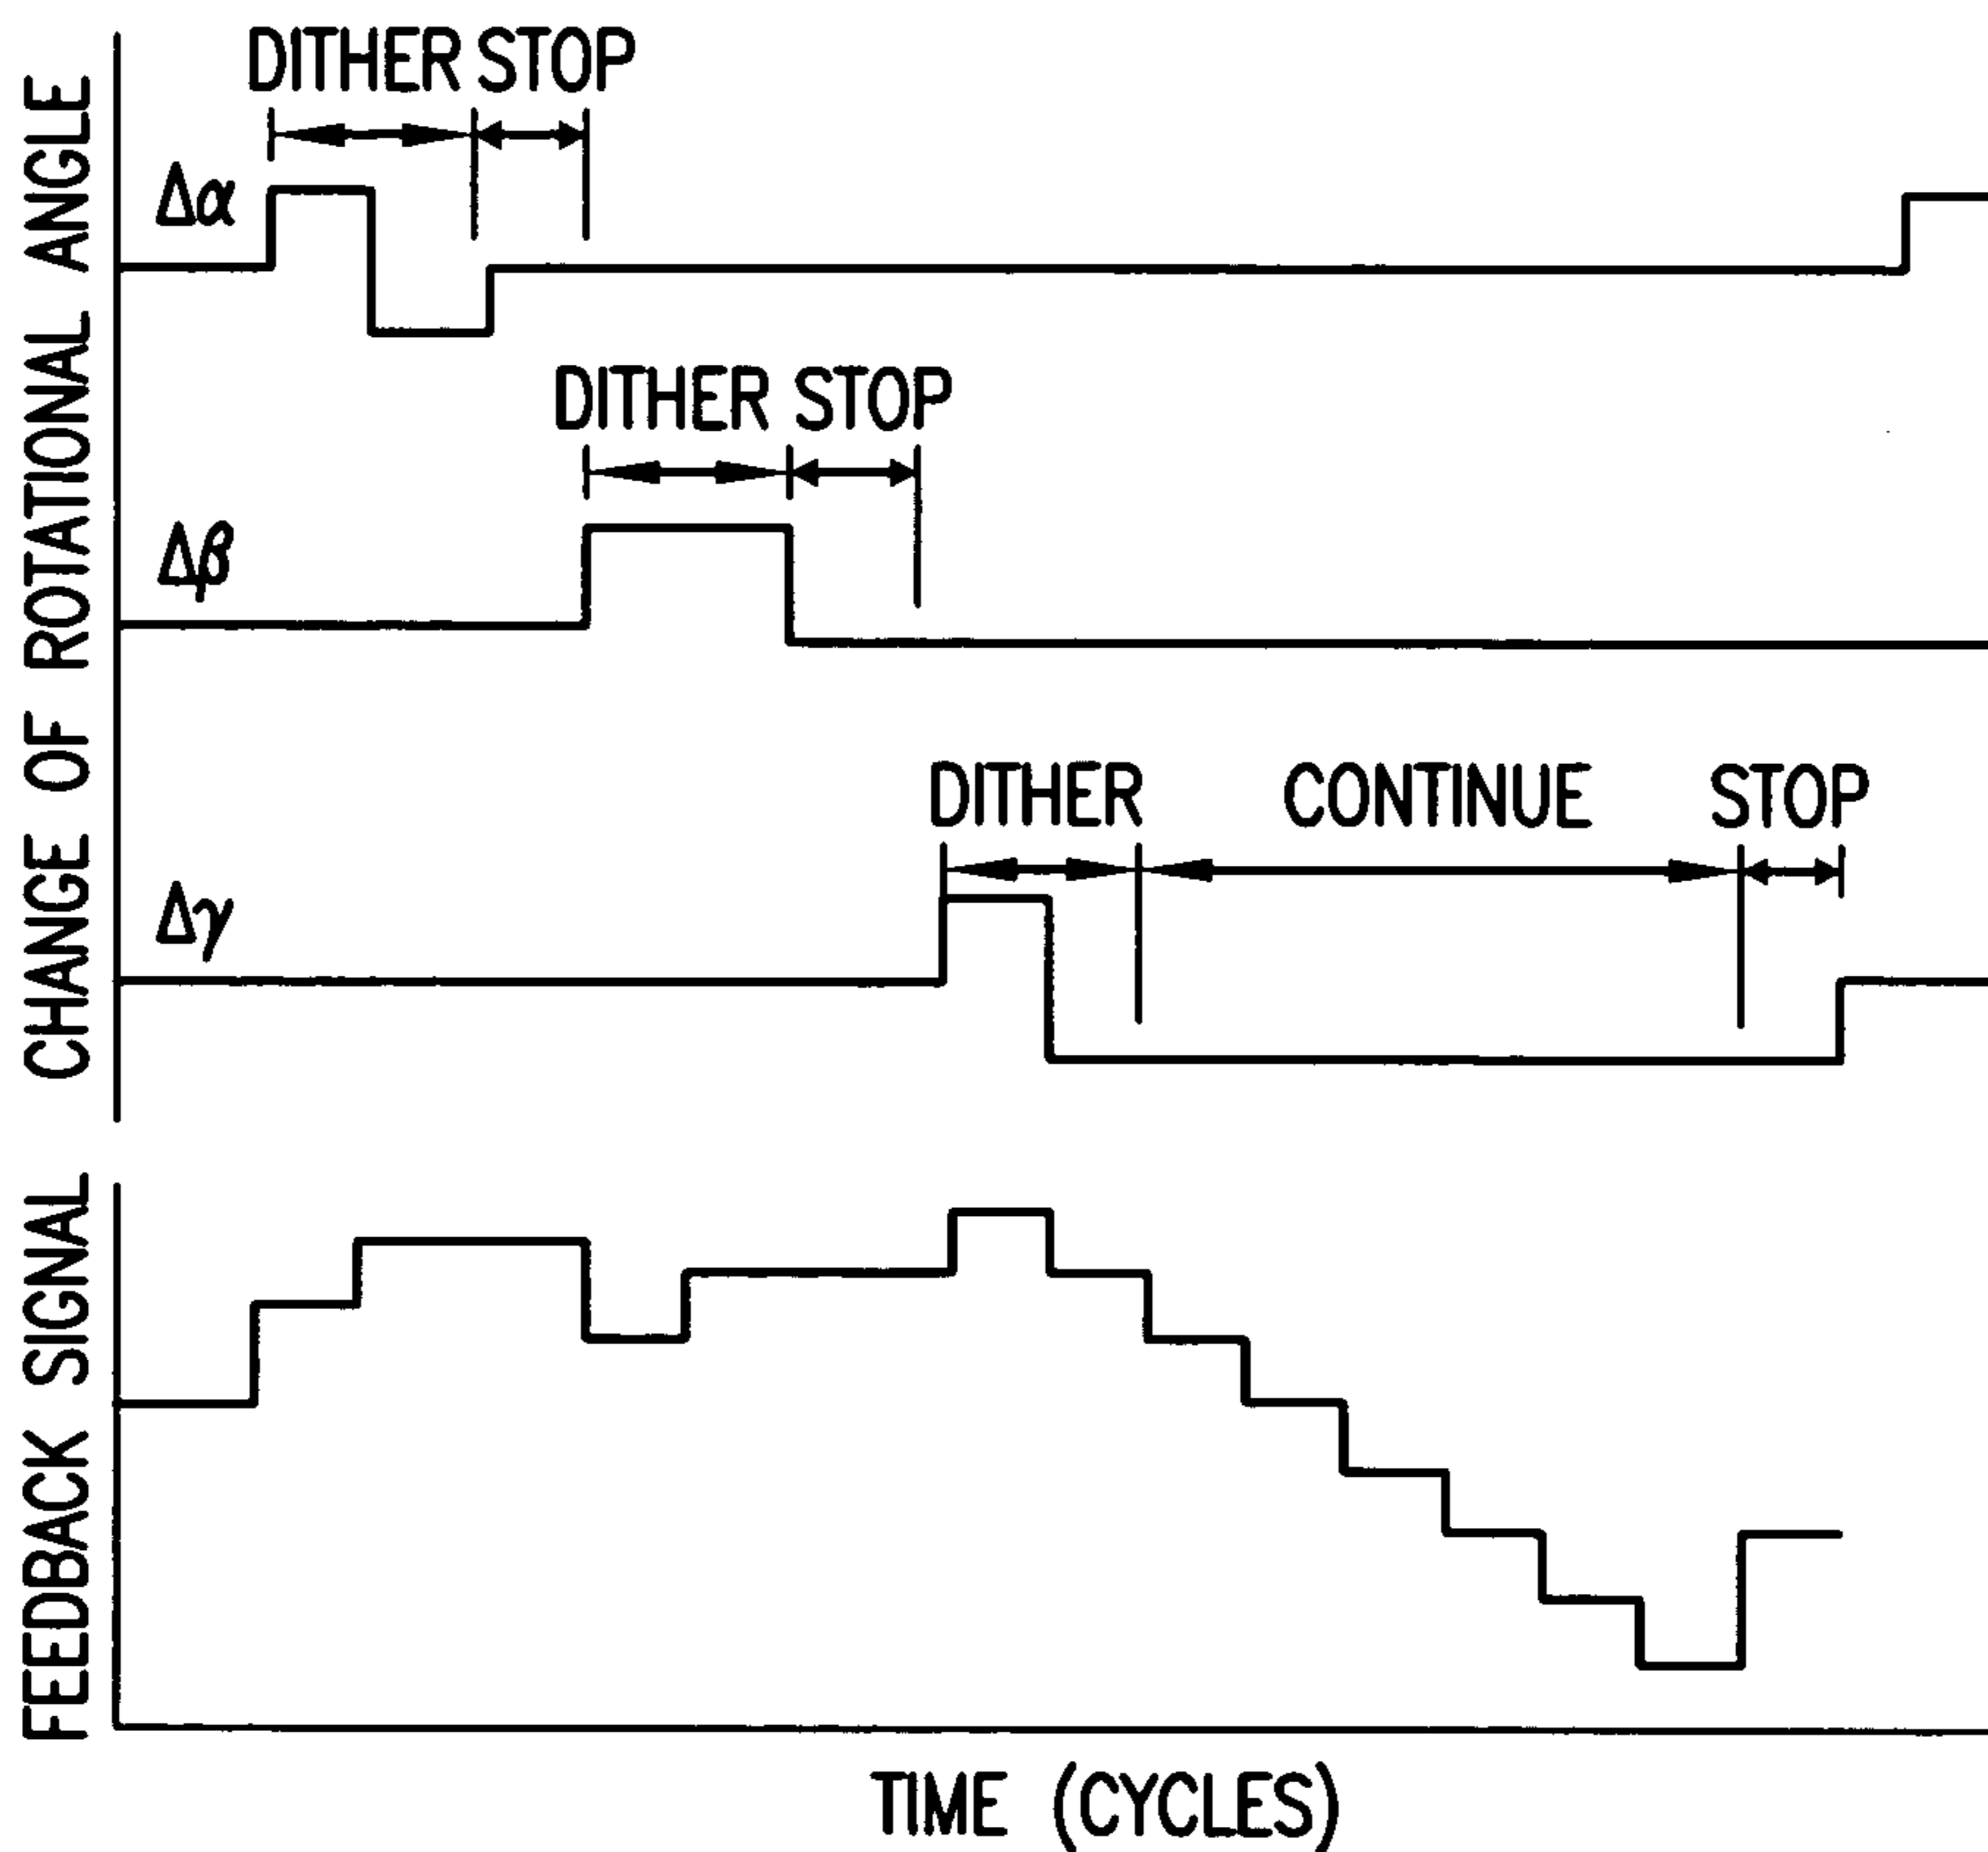 CHANGE OF ROTATIONAL ANGLE
DITHER STOP
Δα
DITHER STOP
Δβ
DITHER CONTINUE STOP
Δγ
FEEDBACK SIGNAL
TIME (CYCLES)